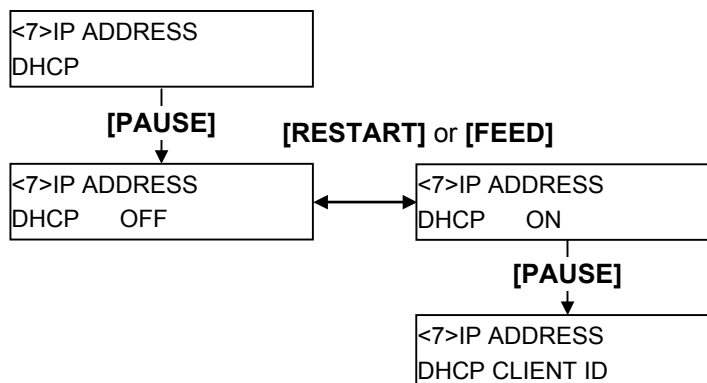 <7>IP ADDRESS
DHCP
[PAUSE]
[RESTART] or [FEED]
<7>IP ADDRESS
DHCP OFF
<7>IP ADDRESS
DHCP ON
[PAUSE]
<7>IP ADDRESS
DHCP CLIENT ID